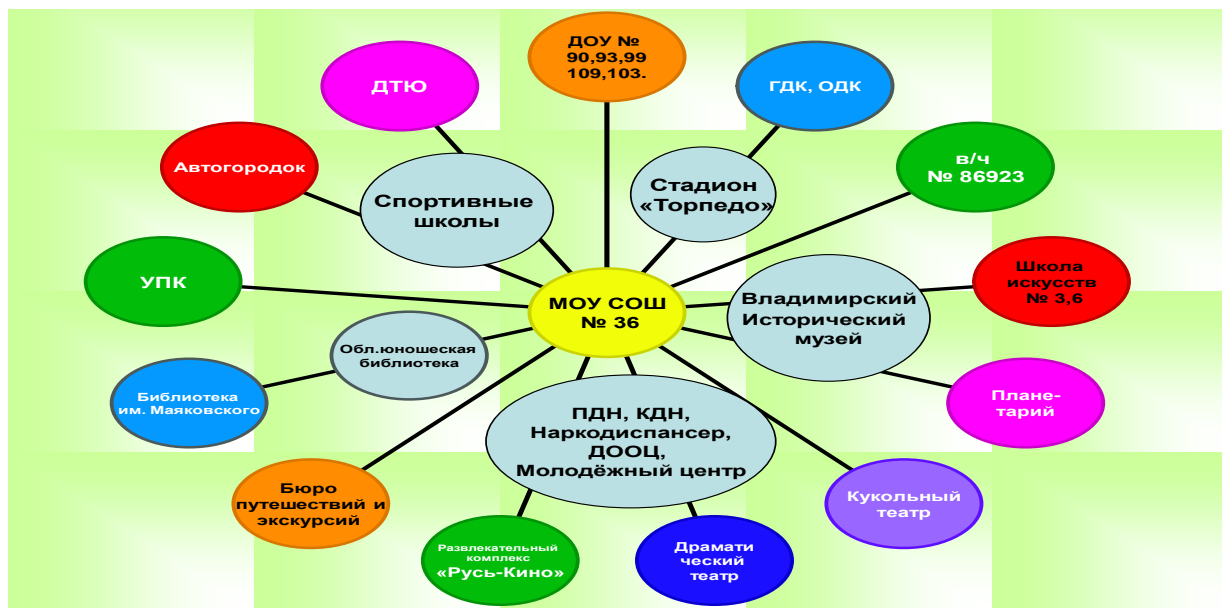 ДОУ №
90,93,99
109,103.
ДТЮ
ГДК, ОДК
Автогородок
в/ч
№ 86923
Спортивные
школы
Стадион
«Торпедо»
УПК
МОУ СОШ
№ 36
Владимирский
Исторический
музей
Школа
искусств
№ 3,6
Обл.юношеская
библиотека
Библиотека
им. Маяковского
Плане-
тарий
ПДН, КДН,
Наркодиспансер,
ДООЦ,
Молодёжный центр
Бюро
путешествий и
экскурсий
Кукольный
театр
Развлекательный
комплекс
«Русь-Кино»
Драмати
ческий
театр